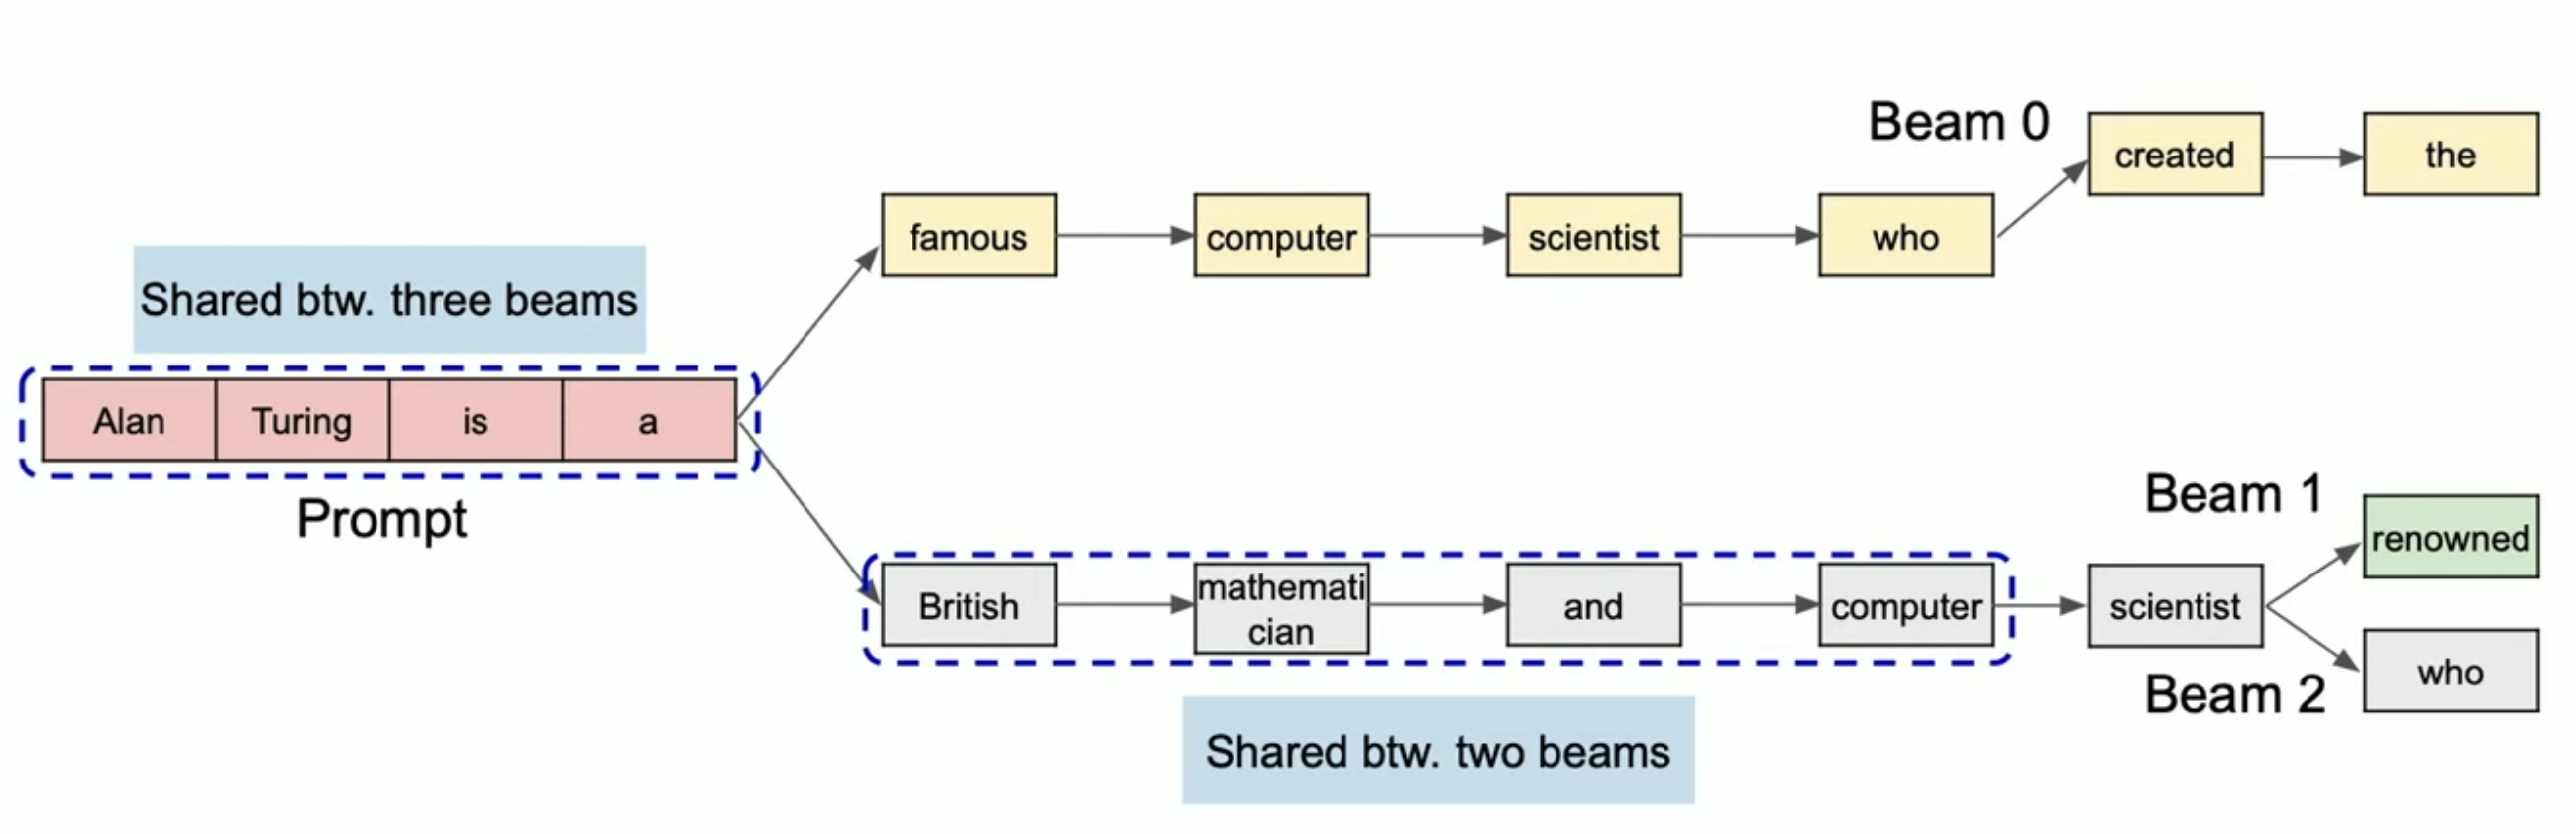 Beam 0
created
the
famous
computer
scientist
who
Shared btw. three beams
Alan
Turing
is
a
Prompt
Beam 1
renowned
British
mathemati
cian
and
computer
scientist
Beam 2
who
Shared btw. two beams